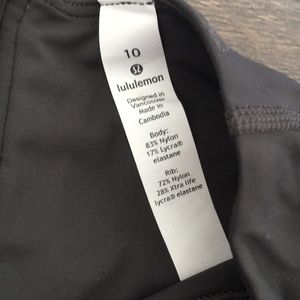 10
lululemon
Designed in
Vancouver
Made in
Cambodia
Body:
83% Nylon
17% Lycra®
elastane
Rib:
72% Nylon
28% Xtra life
lycra® elastane